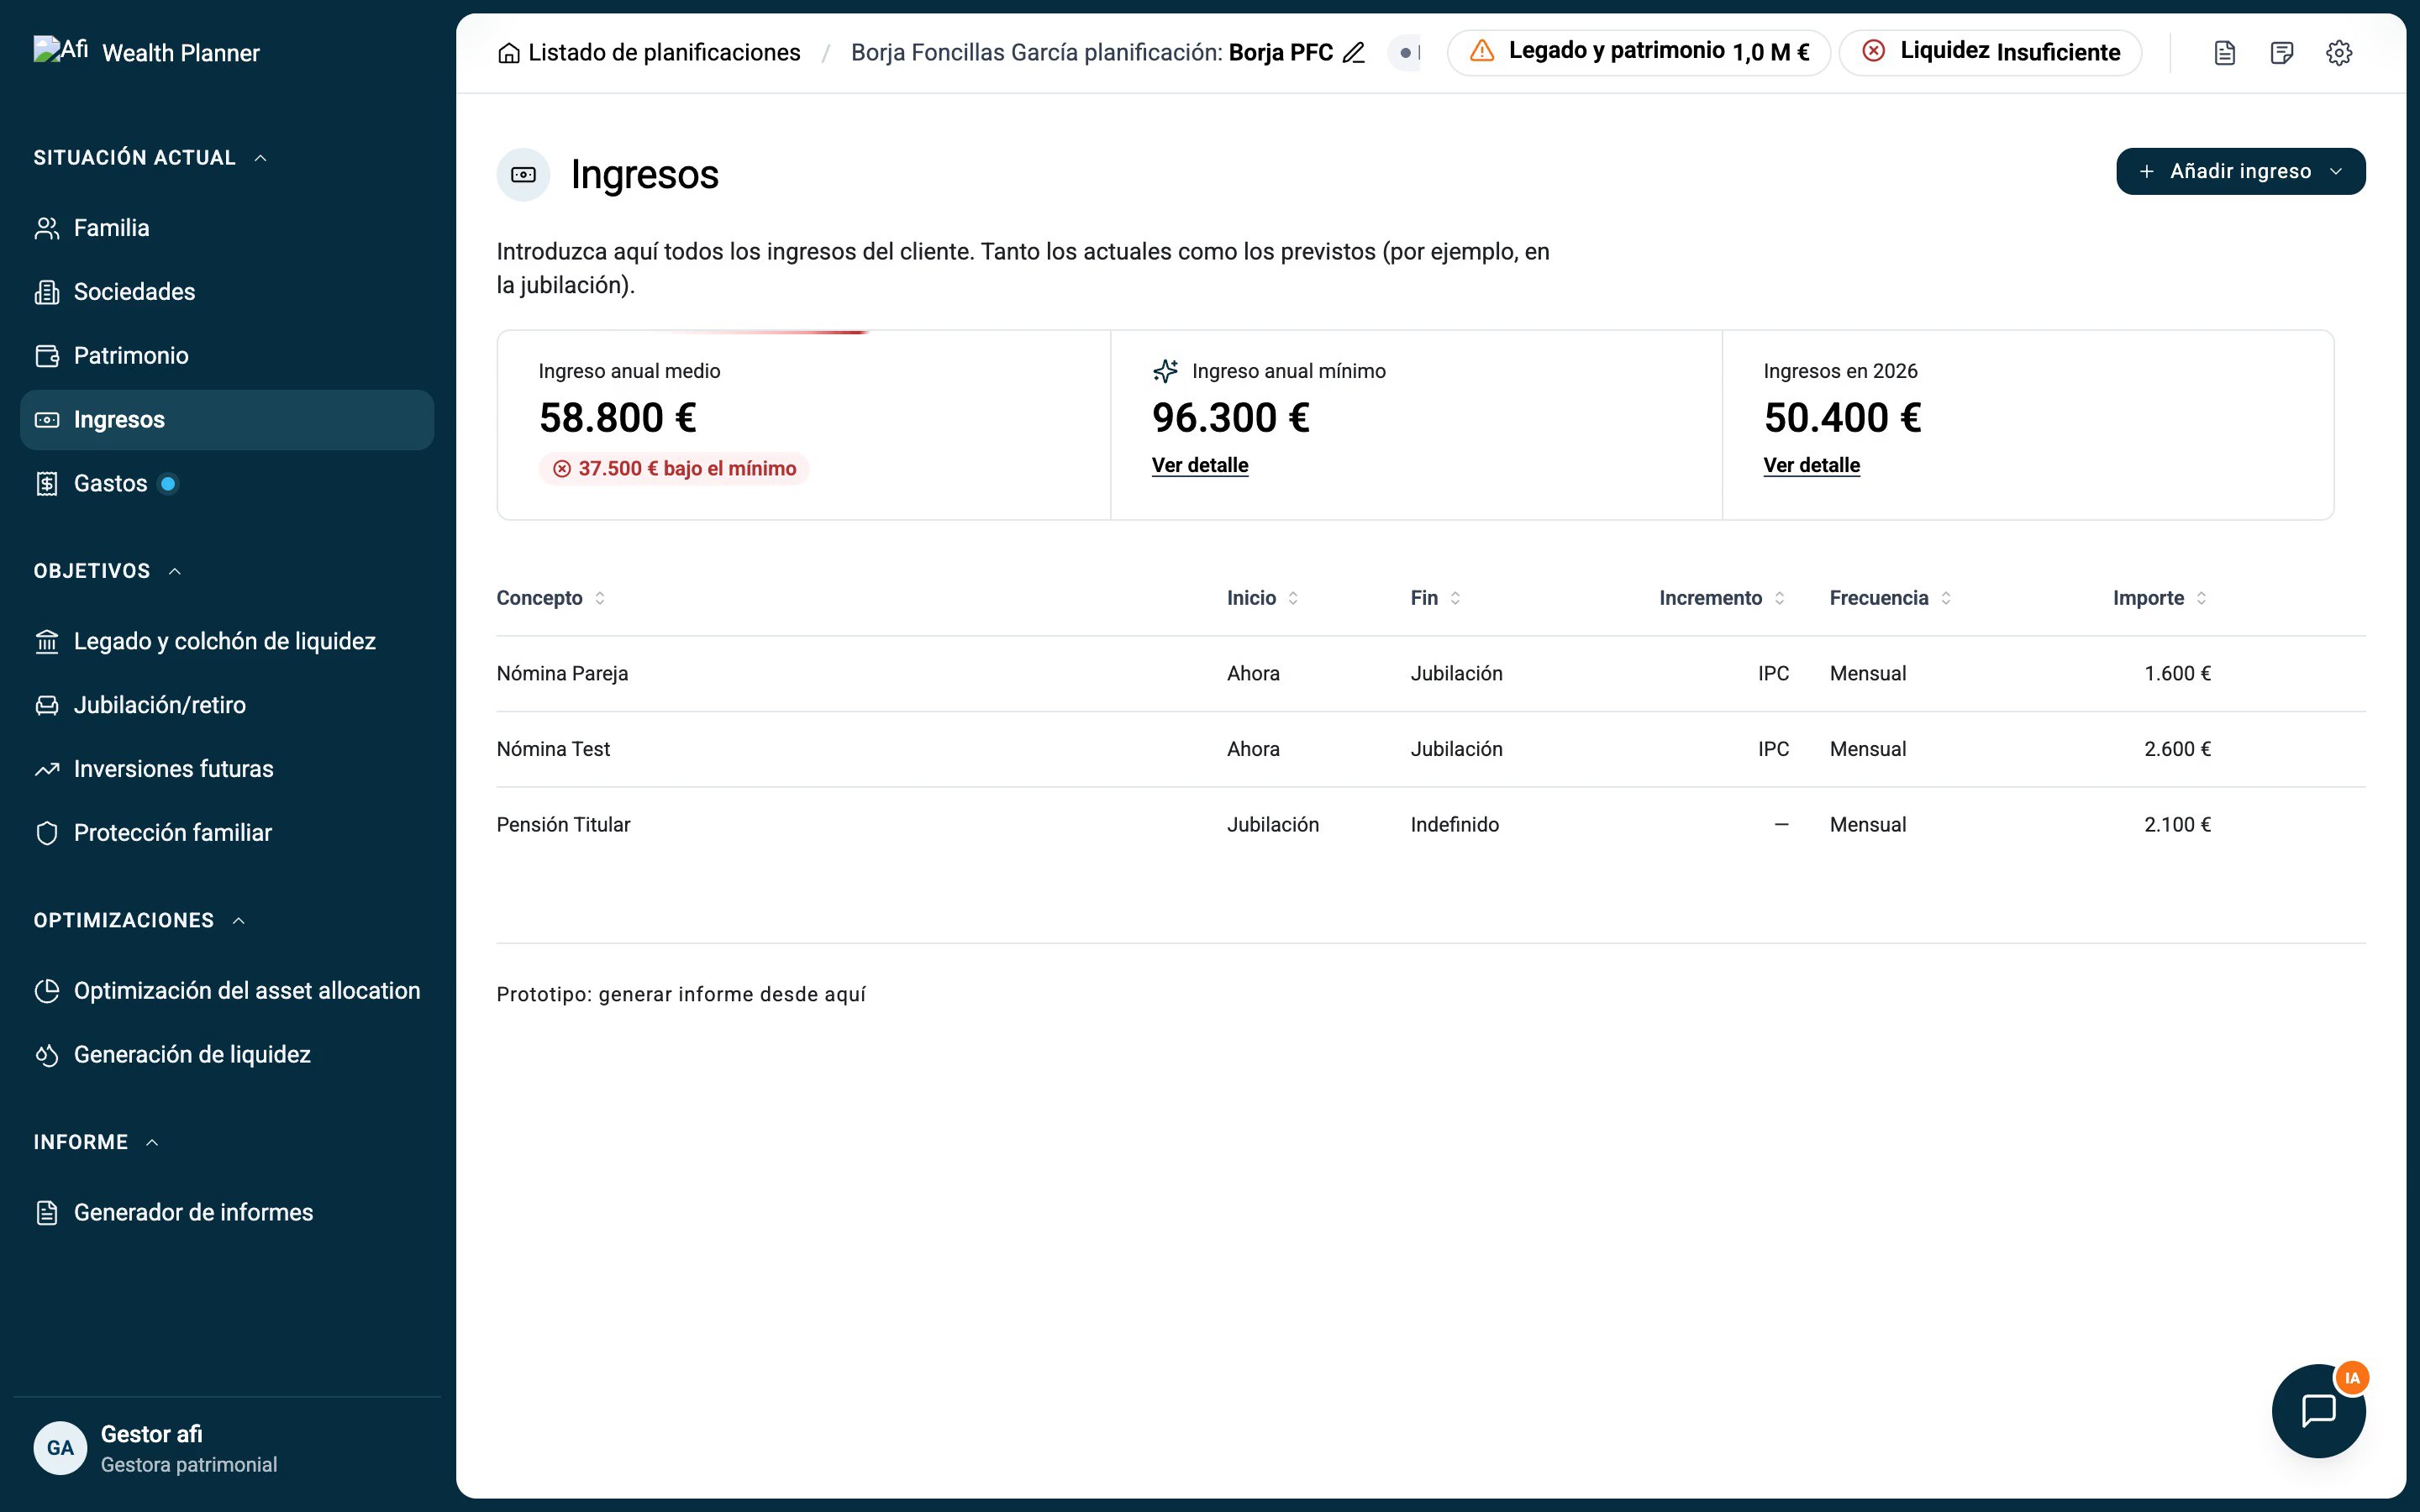 Afi Wealth Planner
SITUACIÓN ACTUAL
Familia
Sociedades
Patrimonio
Ingresos
Gastos
OBJETIVOS
Legado y colchón de liquidez
Jubilación/retiro
Inversiones futuras
Protección familiar
OPTIMIZACIONES
Optimización del asset allocation
Generación de liquidez
INFORME
Generador de informes
GA
Gestor afi
Gestora patrimonial
Listado de planificaciones / Borja Foncillas García planificación: Borja PFC
Legado y patrimonio 1,0 M €
Liquidez Insuficiente
Ingresos
+ Añadir ingreso
Introduzca aquí todos los ingresos del cliente. Tanto los actuales como los previstos (por ejemplo, en
la jubilación).
Ingreso anual medio
58.800 €
37.500 € bajo el mínimo
Ingreso anual mínimo
96.300 €
Ver detalle
Ingresos en 2026
50.400 €
Ver detalle
Concepto Inicio Fin Incremento Frecuencia Importe
Nómina Pareja Ahora Jubilación IPC Mensual 1.600 €
Nómina Test Ahora Jubilación IPC Mensual 2.600 €
Pensión Titular Jubilación Indefinido — Mensual 2.100 €
Prototipo: generar informe desde aquí
IA